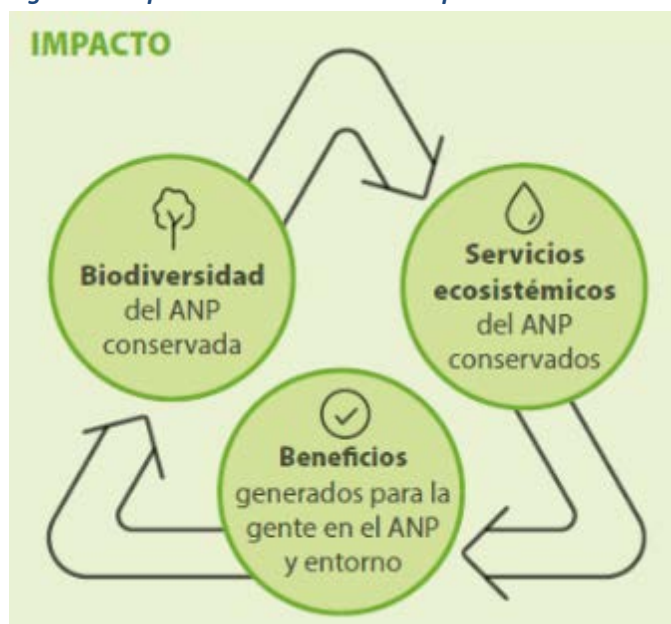 IMPACTO
Biodiversidad
del ANP
conservada
Servicios
ecosistémicos
del ANP
conservados
Beneficios
generados para la
gente en el ANP
y entorno